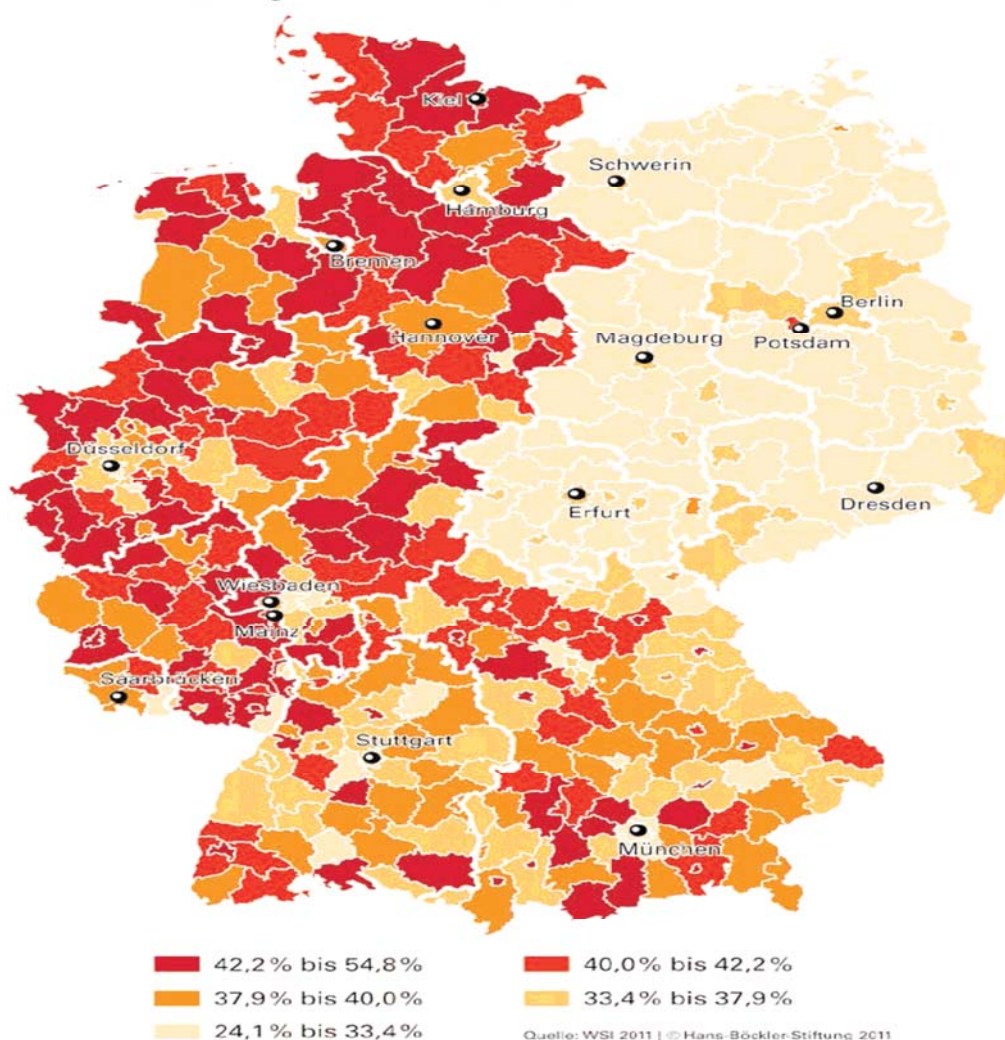 Kiel
Schwerin
Hamburg
Bremen
Berlin
Hannover
Magdeburg
Potsdam
Düsseldorf
Erfurt
Dresden
Wiesbaden
Mainz
Saarbrücken
Stuttgart
München
42,2% bis 54,8%
40,0% bis 42,2%
37,9% bis 40,0%
33,4% bis 37,9%
24,1% bis 33,4%
Quelle: WSI 2011 | © Hans-Böckler-Stiftung 2011